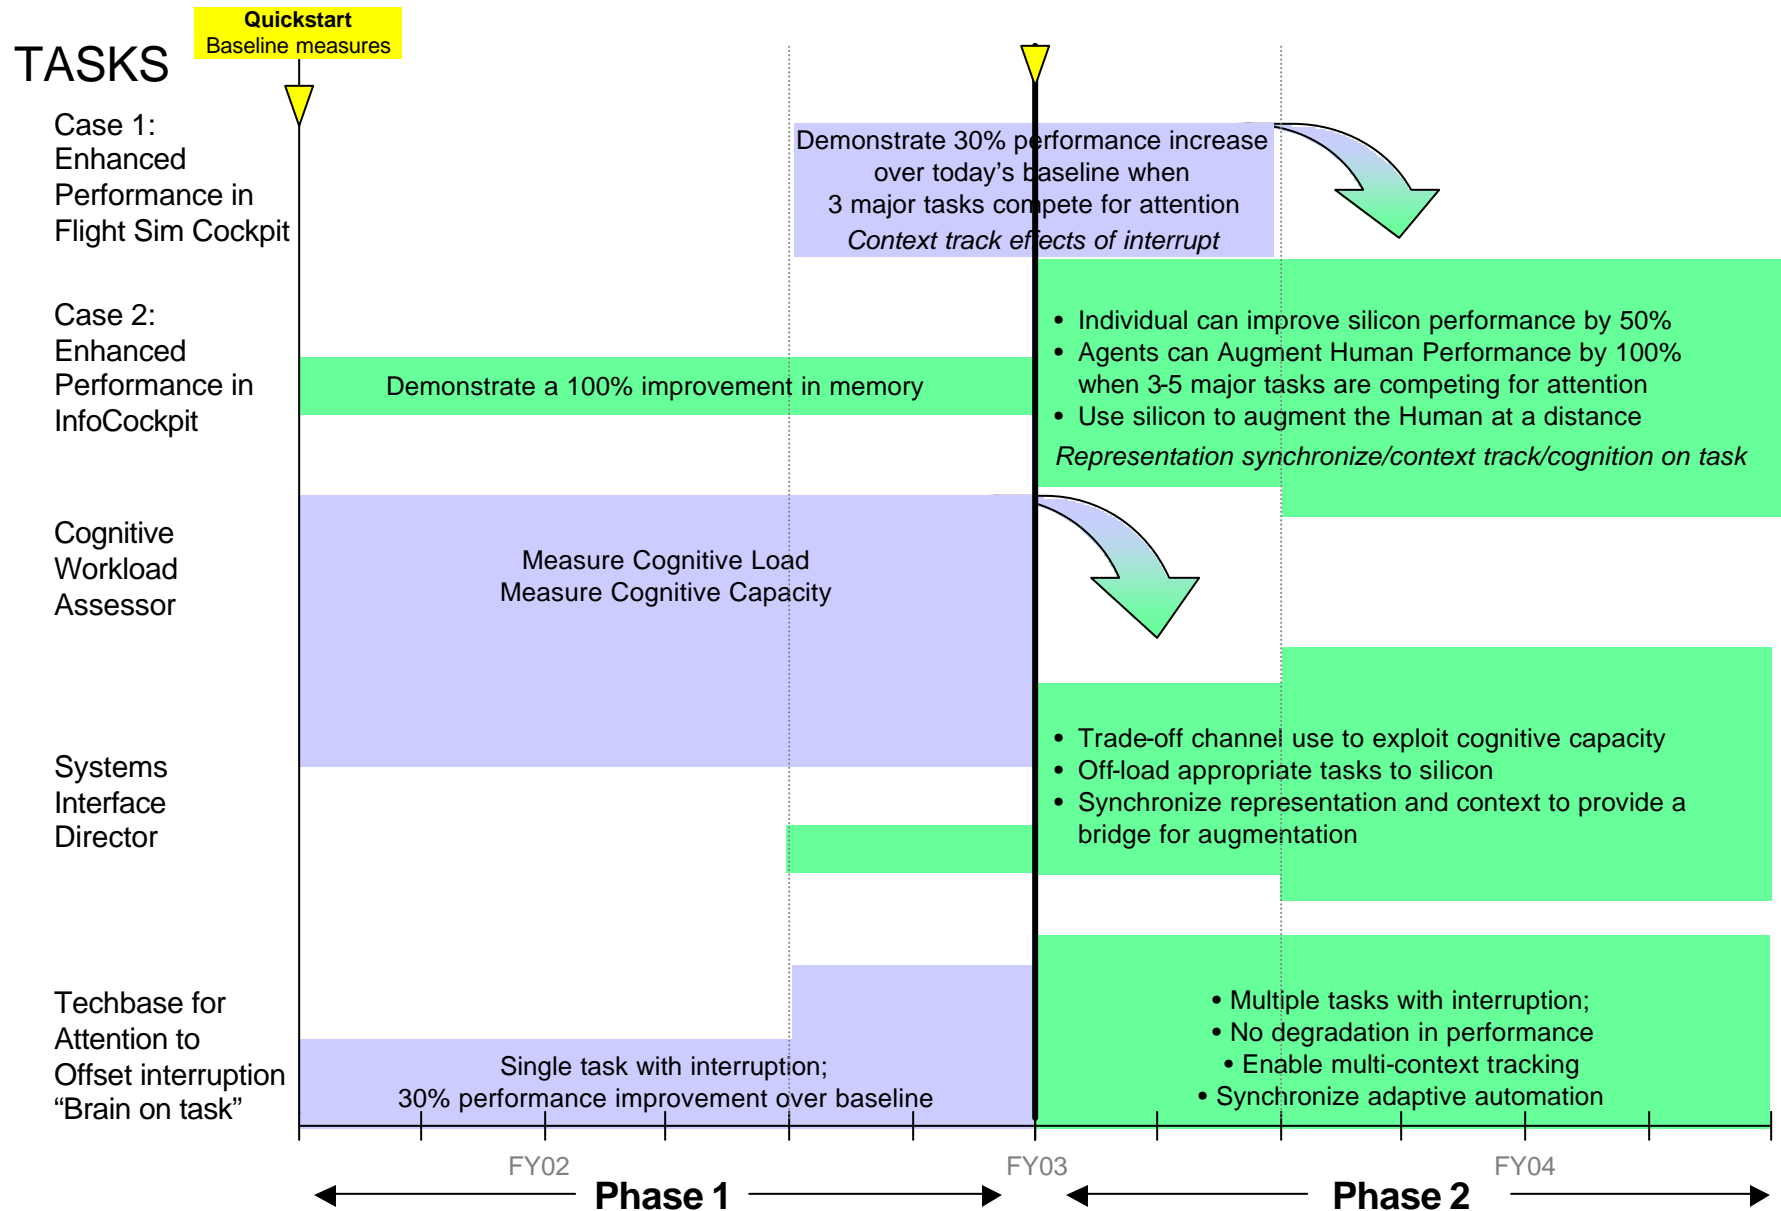 Quickstart
Baseline measures
TASKS
Case 1:
Enhanced
Performance in
Flight Sim Cockpit
Demonstrate 30% performance increase
over today's baseline when
3 major tasks compete for attention
Context track effects of interrupt
Case 2:
Enhanced
Performance in
InfoCockpit
Demonstrate a 100% improvement in memory
• Individual can improve silicon performance by 50%
• Agents can Augment Human Performance by 100%
when 3-5 major tasks are competing for attention
• Use silicon to augment the Human at a distance
Representation synchronize/context track/cognition on task
Cognitive
Workload
Assessor
Measure Cognitive Load
Measure Cognitive Capacity
Systems
Interface
Director
• Trade-off channel use to exploit cognitive capacity
• Off-load appropriate tasks to silicon
• Synchronize representation and context to provide a
bridge for augmentation
Techbase for
Attention to
Offset interruption
“Brain on task”
Single task with interruption;
30% performance improvement over baseline
• Multiple tasks with interruption;
• No degradation in performance
• Enable multi-context tracking
• Synchronize adaptive automation
FY02
FY03
FY04
Phase 1
Phase 2